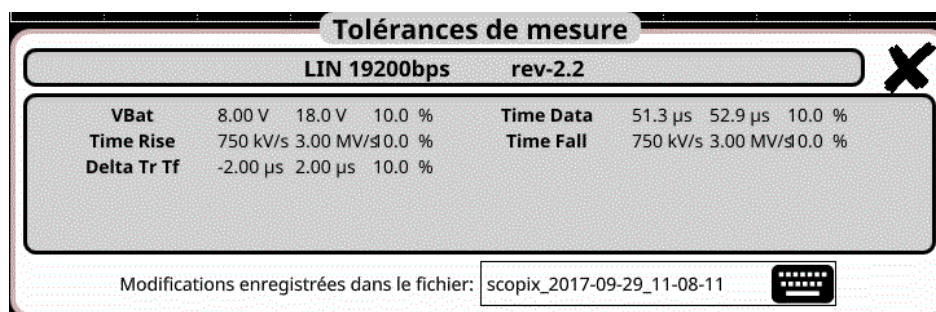 Tolérances de mesure
LIN 19200bps rev-2.2
VBat 8.00 V 18.0 V 10.0 % Time Data 51.3 µs 52.9 µs 10.0 %
Time Rise 750 kV/s 3.00 MV/s 10.0 % Time Fall 750 kV/s 3.00 MV/s 10.0 %
Delta Tr Tf -2.00 µs 2.00 µs 10.0 %
Modifications enregistrées dans le fichier: scopix_2017-09-29_11-08-11